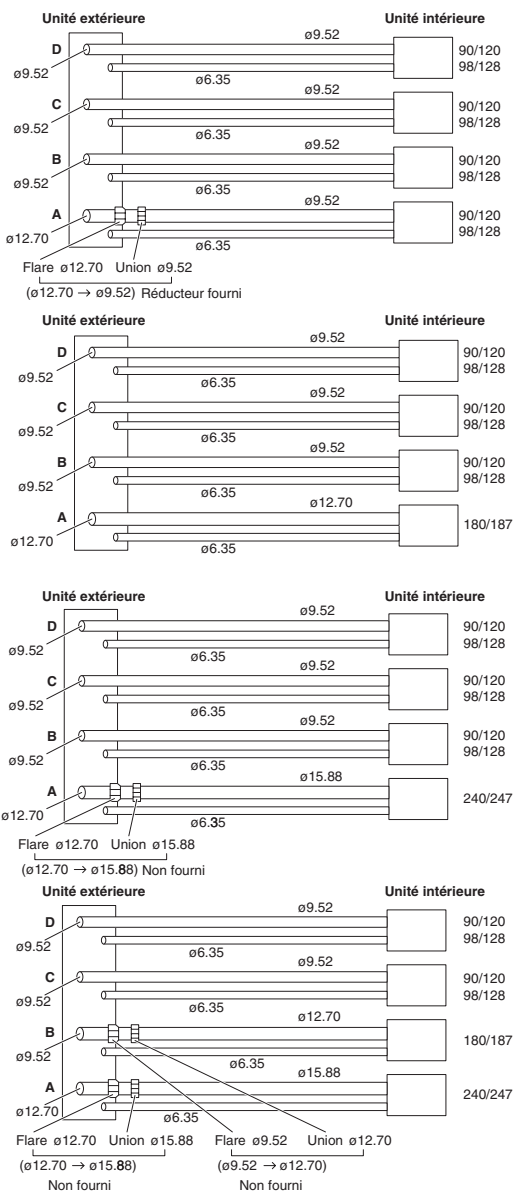 Unité extérieure Unité intérieure
D ø9.52 90/120
ø9.52 ø6.35 98/128
C ø9.52 90/120
ø9.52 ø6.35 98/128
B ø9.52 90/120
ø9.52 ø6.35 98/128
A ø9.52 90/120
ø12.70 ø6.35 98/128
Flare ø12.70 Union ø9.52
(ø12.70 → ø9.52) Réducteur fourni
Unité extérieure Unité intérieure
D ø9.52 90/120
ø9.52 ø6.35 98/128
C ø9.52 90/120
ø9.52 ø6.35 98/128
B ø9.52 90/120
ø9.52 ø6.35 98/128
A ø12.70 180/187
ø12.70 ø6.35
Unité extérieure Unité intérieure
D ø9.52 90/120
ø9.52 ø6.35 98/128
C ø9.52 90/120
ø9.52 ø6.35 98/128
B ø9.52 90/120
ø9.52 ø6.35 98/128
A ø15.88 240/247
ø12.70 ø6.35
Flare ø12.70 Union ø15.88
(ø12.70 → ø15.88) Non fourni
Unité extérieure Unité intérieure
D ø9.52 90/120
ø9.52 ø6.35 98/128
C ø9.52 90/120
ø9.52 ø6.35 98/128
B ø12.70 180/187
ø9.52 ø6.35
A ø15.88 240/247
ø12.70 ø6.35
Flare ø12.70 Union ø15.88 Flare ø9.52 Union ø12.70
(ø12.70 → ø15.88) (ø9.52 → ø12.70)
Non fourni Non fourni